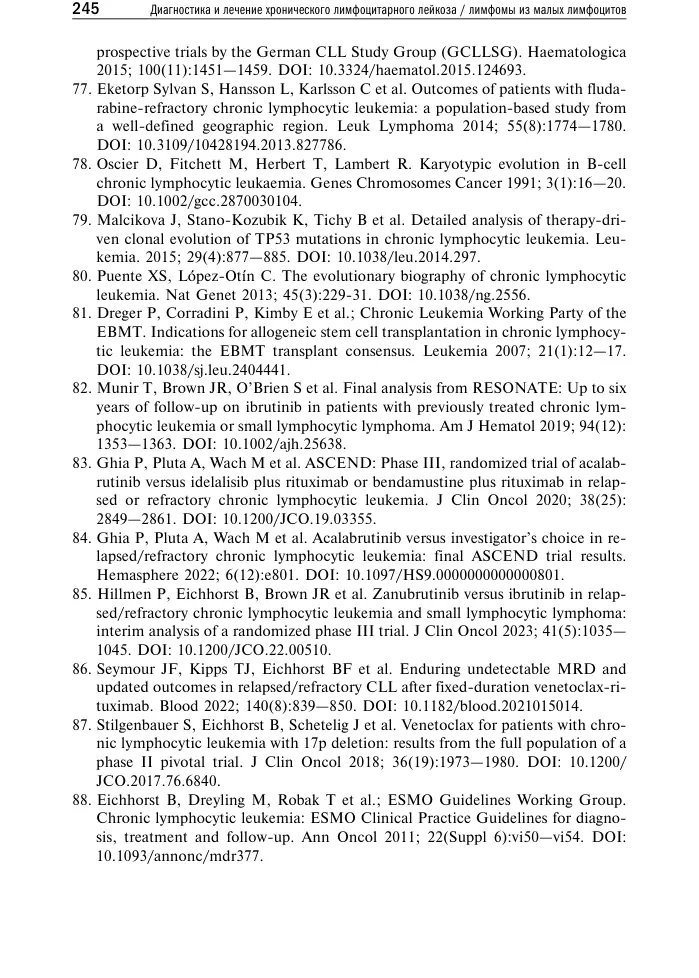 245 Диагностика и лечение хронического лимфоцитарного лейкоза / лимфомы из малых лимфоцитов
prospective trials by the German CLL Study Group (GCLLSG). Haematologica
2015; 100(11):1451—1459. DOI: 10.3324/haematol.2015.124693.
77. Eketorp Sylvan S, Hansson L, Karlsson C et al. Outcomes of patients with fluda-
rabine-refractory chronic lymphocytic leukemia: a population-based study from
a well-defined geographic region. Leuk Lymphoma 2014; 55(8):1774—1780.
DOI: 10.3109/10428194.2013.827786.
78. Oscier D, Fitchett M, Herbert T, Lambert R. Karyotypic evolution in B-cell
chronic lymphocytic leukaemia. Genes Chromosomes Cancer 1991; 3(1):16—20.
DOI: 10.1002/gcc.2870030104.
79. Malcikova J, Stano-Kozubik K, Tichy B et al. Detailed analysis of therapy-dri-
ven clonal evolution of TP53 mutations in chronic lymphocytic leukemia. Leu-
kemia. 2015; 29(4):877—885. DOI: 10.1038/leu.2014.297.
80. Puente XS, López-Otín C. The evolutionary biography of chronic lymphocytic
leukemia. Nat Genet 2013; 45(3):229-31. DOI: 10.1038/ng.2556.
81. Dreger P, Corradini P, Kimby E et al.; Chronic Leukemia Working Party of the
EBMT. Indications for allogeneic stem cell transplantation in chronic lymphocy-
tic leukemia: the EBMT transplant consensus. Leukemia 2007; 21(1):12—17.
DOI: 10.1038/sj.leu.2404441.
82. Munir T, Brown JR, O’Brien S et al. Final analysis from RESONATE: Up to six
years of follow-up on ibrutinib in patients with previously treated chronic lym-
phocytic leukemia or small lymphocytic lymphoma. Am J Hematol 2019; 94(12):
1353—1363. DOI: 10.1002/ajh.25638.
83. Ghia P, Pluta A, Wach M et al. ASCEND: Phase III, randomized trial of acalab-
rutinib versus idelalisib plus rituximab or bendamustine plus rituximab in relap-
sed or refractory chronic lymphocytic leukemia. J Clin Oncol 2020; 38(25):
2849—2861. DOI: 10.1200/JCO.19.03355.
84. Ghia P, Pluta A, Wach M et al. Acalabrutinib versus investigator’s choice in re-
lapsed/refractory chronic lymphocytic leukemia: final ASCEND trial results.
Hemasphere 2022; 6(12):e801. DOI: 10.1097/HS9.0000000000000801.
85. Hillmen P, Eichhorst B, Brown JR et al. Zanubrutinib versus ibrutinib in relap-
sed/refractory chronic lymphocytic leukemia and small lymphocytic lymphoma:
interim analysis of a randomized phase III trial. J Clin Oncol 2023; 41(5):1035—
1045. DOI: 10.1200/JCO.22.00510.
86. Seymour JF, Kipps TJ, Eichhorst BF et al. Enduring undetectable MRD and
updated outcomes in relapsed/refractory CLL after fixed-duration venetoclax-ri-
tuximab. Blood 2022; 140(8):839—850. DOI: 10.1182/blood.2021015014.
87. Stilgenbauer S, Eichhorst B, Schetelig J et al. Venetoclax for patients with chro-
nic lymphocytic leukemia with 17p deletion: results from the full population of a
phase II pivotal trial. J Clin Oncol 2018; 36(19):1973—1980. DOI: 10.1200/
JCO.2017.76.6840.
88. Eichhorst B, Dreyling M, Robak T et al.; ESMO Guidelines Working Group.
Chronic lymphocytic leukemia: ESMO Clinical Practice Guidelines for diagno-
sis, treatment and follow-up. Ann Oncol 2011; 22(Suppl 6):vi50—vi54. DOI:
10.1093/annonc/mdr377.